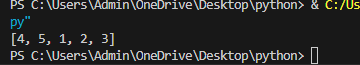 PS C:\Users\Admin\OneDrive\Desktop\python> & C:/Us
py"
[4, 5, 1, 2, 3]
PS C:\Users\Admin\OneDrive\Desktop\python>